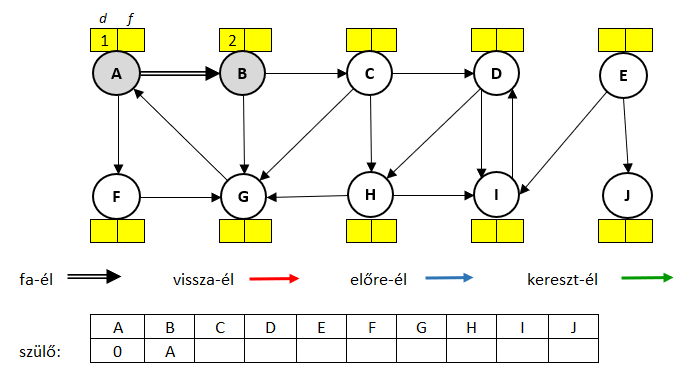 d f
1 2
A B C D E
F G H I J
fa-él vissza-él előre-él kereszt-él
A B C D E F G H I J
szülő: 0 A